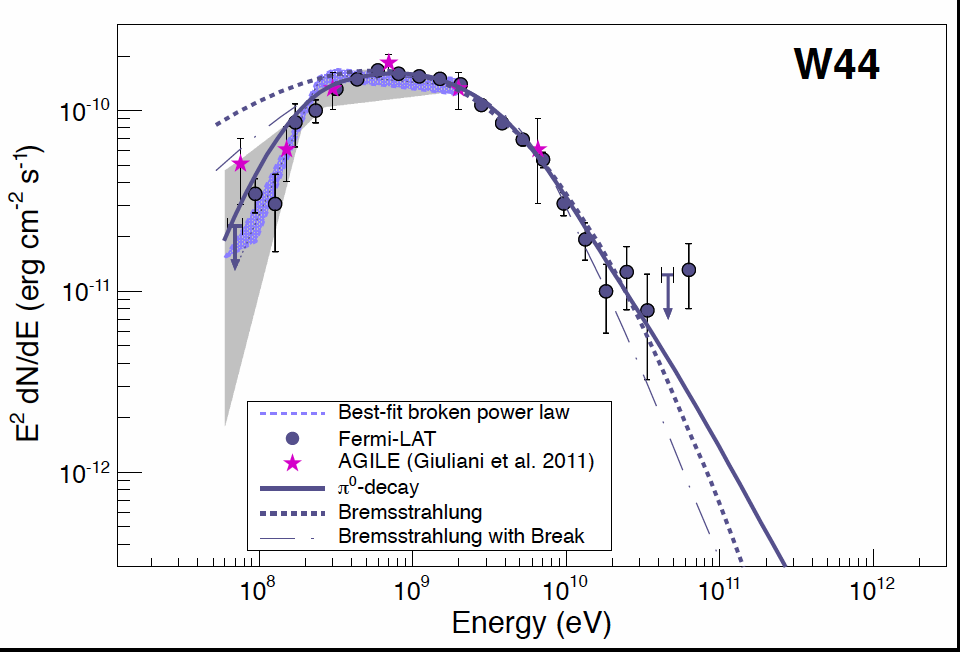 W44
10⁻¹⁰
10⁻¹¹
10⁻¹²
E² dN/dE (erg cm⁻² s⁻¹)
Best-fit broken power law
Fermi-LAT
AGILE (Giuliani et al. 2011)
π⁰-decay
Bremsstrahlung
Bremsstrahlung with Break
10⁸ 10⁹ 10¹⁰ 10¹¹ 10¹²
Energy (eV)